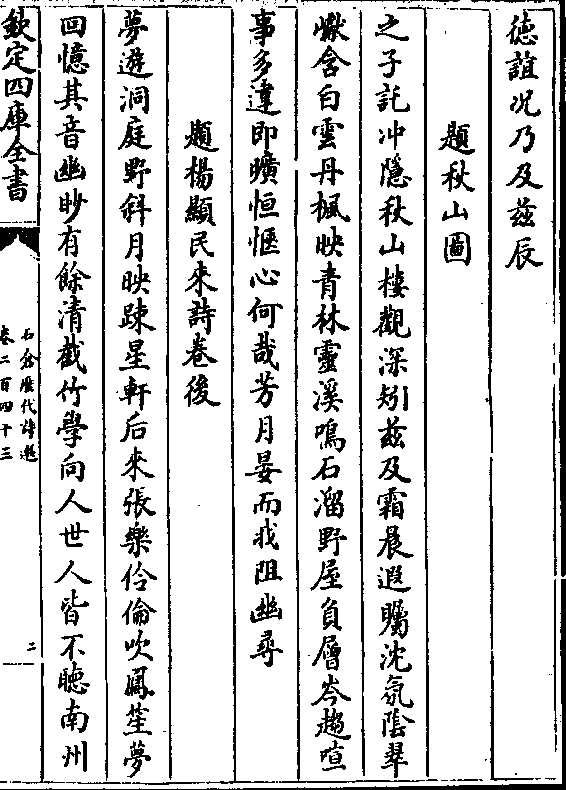 德誼况乃及兹辰
題秋山圖
之子託冲隱秋山樓觀深矧兹及霜晨遐矚沈氛陰翠
巘含白雲丹楓映青林靈溪鳴石溜野屋負層岑趨喧
事多違即曠恒愜心何哉芳月晏而我阻幽尋
題楊顯民來詩卷後
夢遊洞庭野斜月映踈星軒后來張樂伶倫吹鳳笙夢
回憶其音幽眇有餘清截竹學向人世人皆不聽南州
欽定四庫全書
石倉歷代詩選
卷二百四十三
二